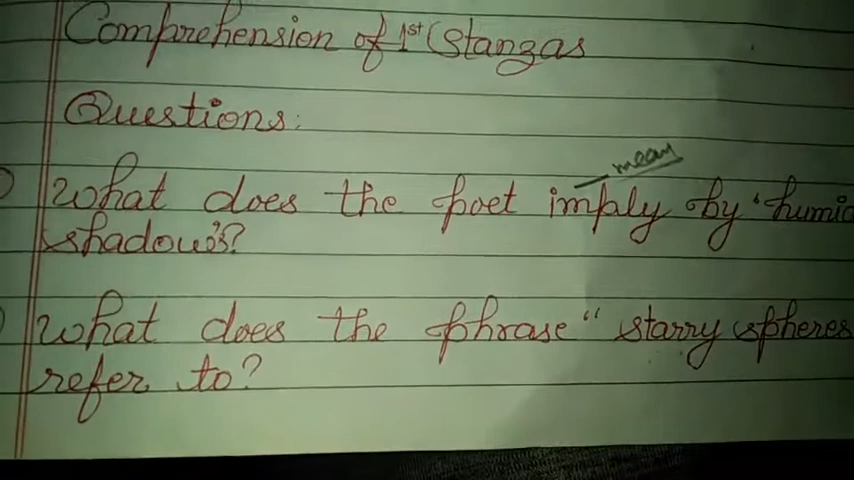 Comprehension of 1st Stanzas
Questions:
mean
What does the poet imply by 'humid
shadows'?
What does the phrase "starry spheres
refer to?